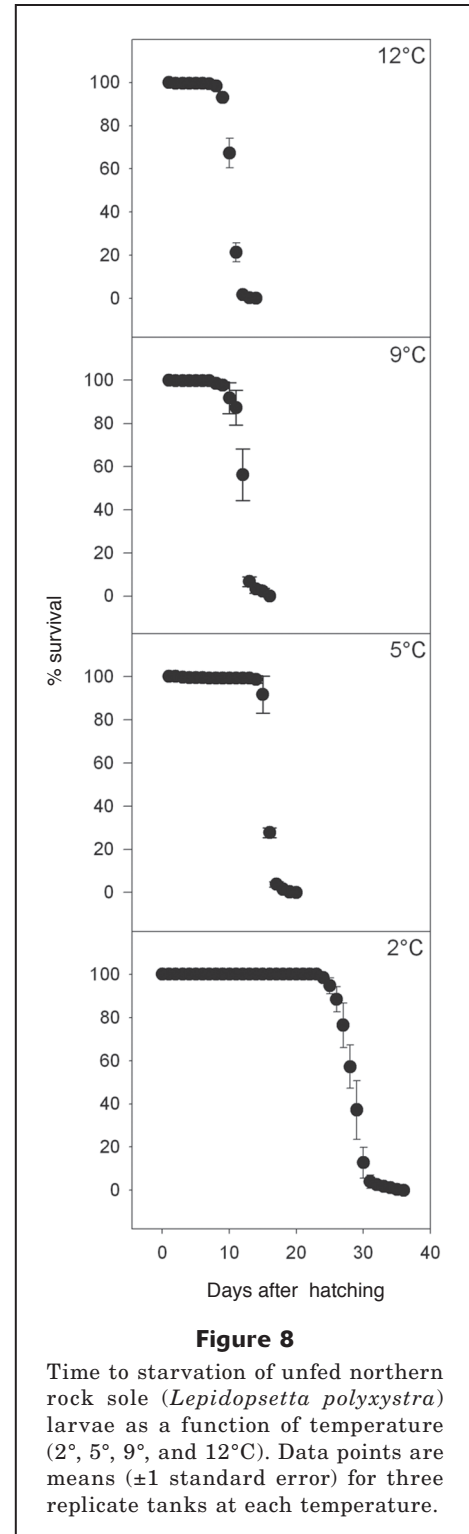 12°C
100
80
60
40
20
0
9°C
100
80
60
40
20
0
% survival
5°C
100
80
60
40
20
0
2°C
100
80
60
40
20
0
0 10 20 30 40
Days after hatching
Figure 8
Time to starvation of unfed northern
rock sole (Lepidopsetta polyxystra)
larvae as a function of temperature
(2°, 5°, 9°, and 12°C). Data points are
means (±1 standard error) for three
replicate tanks at each temperature.